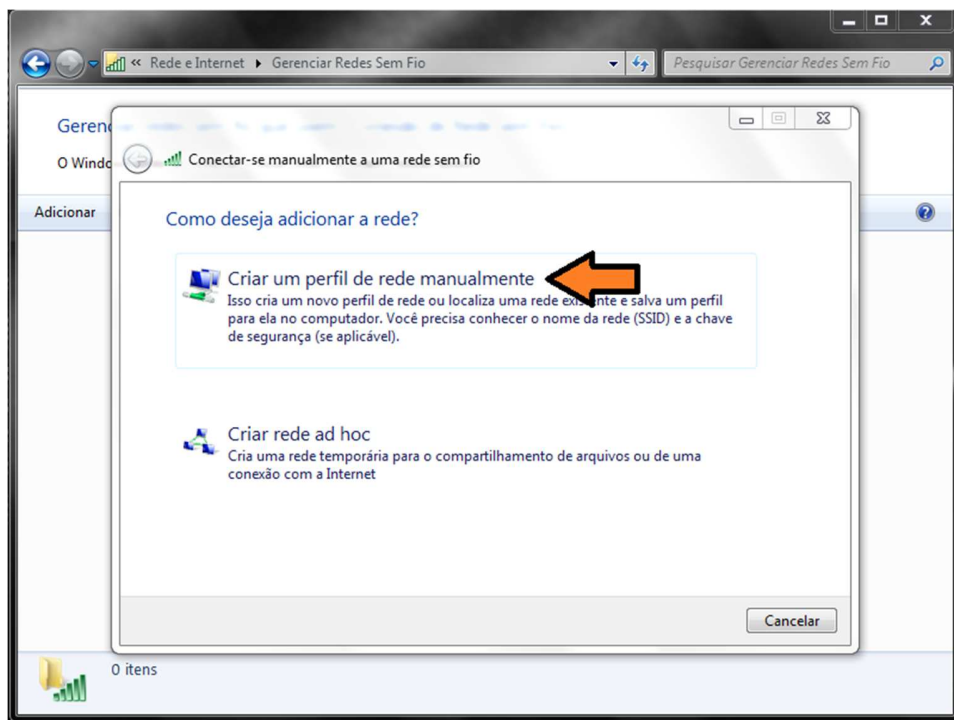 « Rede e Internet ▸ Gerenciar Redes Sem Fio
Pesquisar Gerenciar Redes Sem Fio
Conectar-se manualmente a uma rede sem fio
Adicionar
Como deseja adicionar a rede?
Criar um perfil de rede manualmente
Isso cria um novo perfil de rede ou localiza uma rede existente e salva um perfil
para ela no computador. Você precisa conhecer o nome da rede (SSID) e a chave
de segurança (se aplicável).
Criar rede ad hoc
Cria uma rede temporária para o compartilhamento de arquivos ou de uma
conexão com a Internet
Cancelar
0 itens